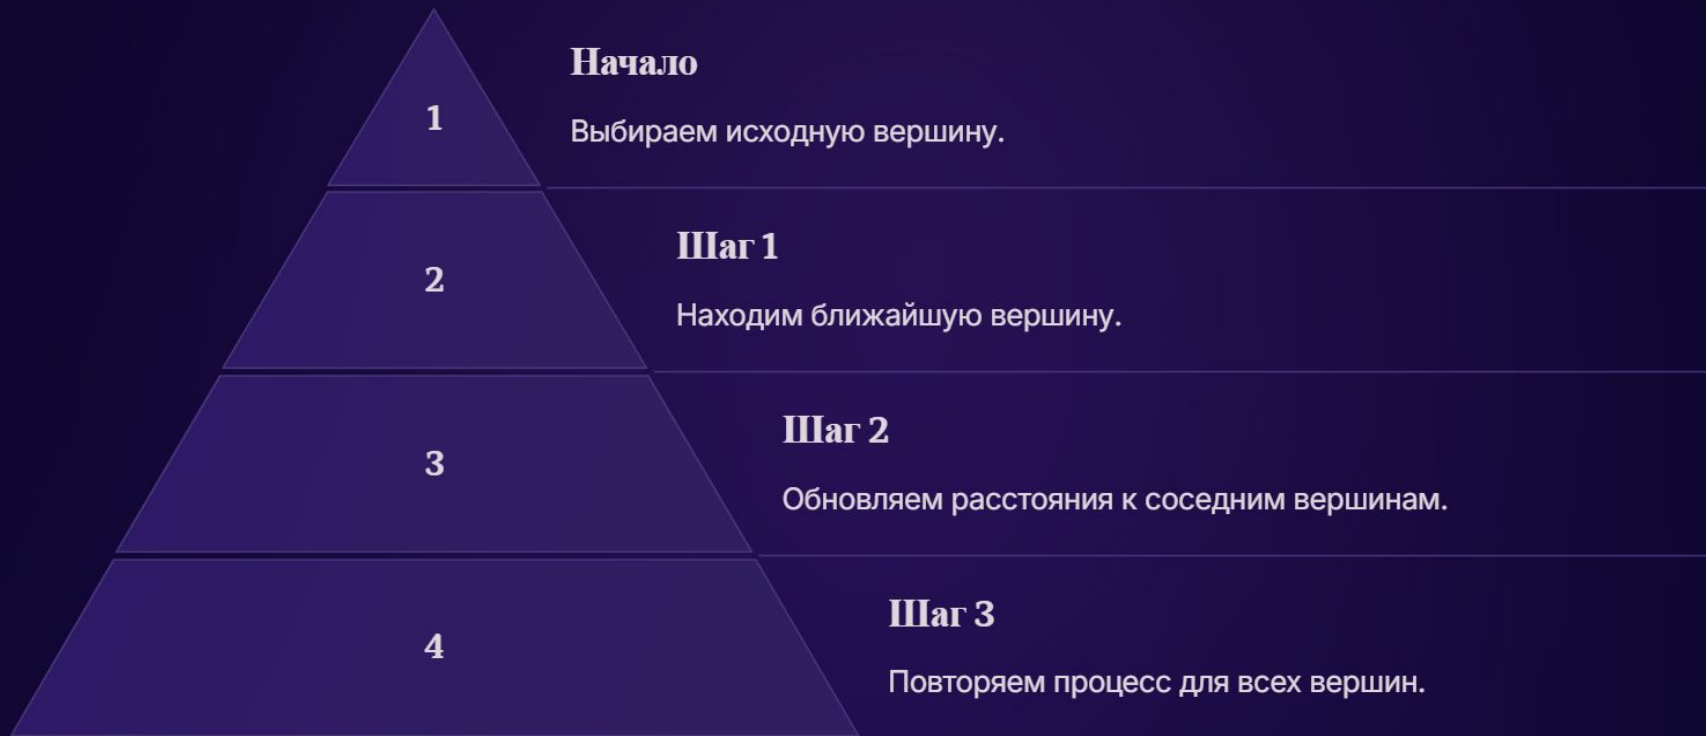 1
Начало
Выбираем исходную вершину.
2
Шаг 1
Находим ближайшую вершину.
3
Шаг 2
Обновляем расстояния к соседним вершинам.
4
Шаг 3
Повторяем процесс для всех вершин.